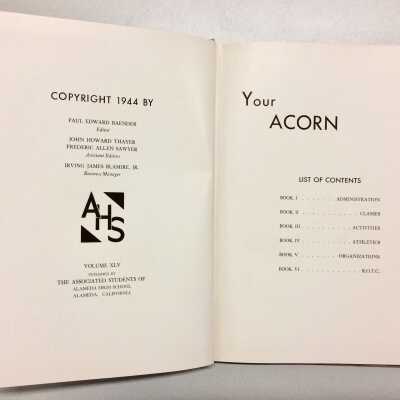 COPYRIGHT 1944 BY
PAUL EDWARD BAENDER
Editor
JOHN HOWARD THAYER
FREDERIC ALLEN SAWYER
Assistant Editors
IRVING JAMES BLAMIRE, JR.
Business Manager
AHS
VOLUME XLV
PUBLISHED BY
THE ASSOCIATED STUDENTS OF
ALAMEDA HIGH SCHOOL,
ALAMEDA, CALIFORNIA
Your
ACORN
LIST OF CONTENTS
BOOK I . . . . . . . . ADMINISTRATION
BOOK II . . . . . . . . CLASSES
BOOK III . . . . . . . . ACTIVITIES
BOOK IV . . . . . . . . ATHLETICS
BOOK V . . . . . . . . ORGANIZATIONS
BOOK VI . . . . . . . . R.O.T.C.